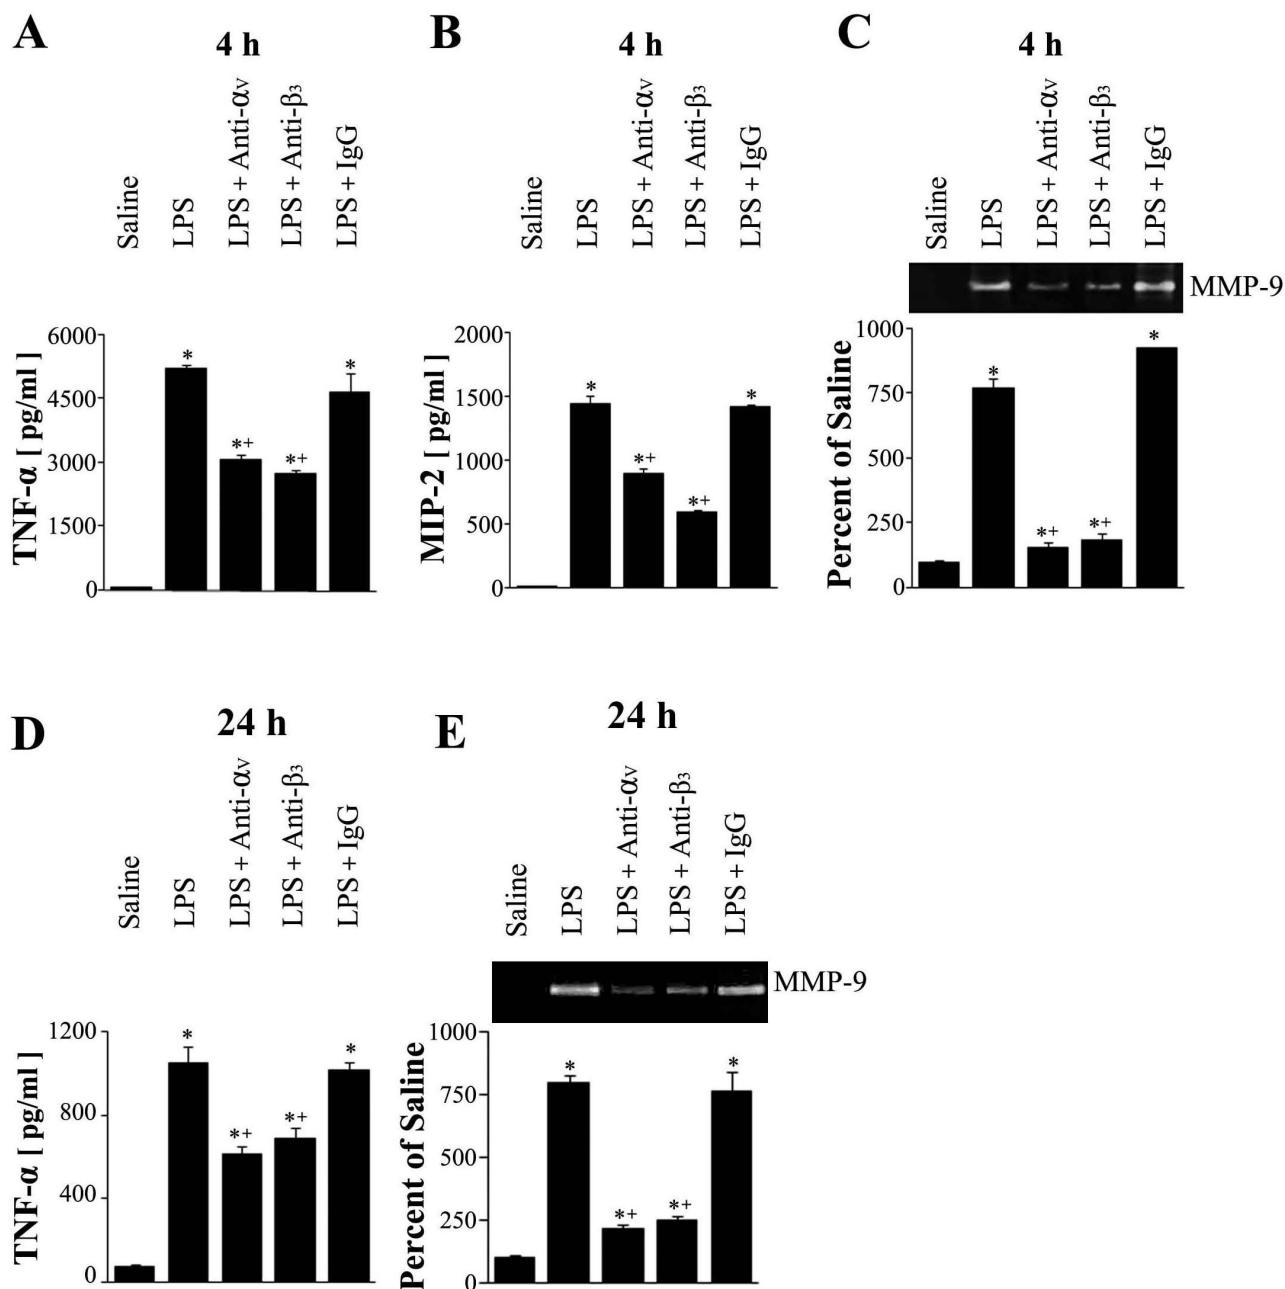 A
4 h
Saline
LPS
LPS + Anti-αv
LPS + Anti-β3
LPS + IgG
TNF-α [ pg/ml ]
6000
4500
3000
1500
0
*
*+
*+
*
B
4 h
Saline
LPS
LPS + Anti-αv
LPS + Anti-β3
LPS + IgG
MIP-2 [ pg/ml ]
2000
1500
1000
500
0
*
*+
*+
*
C
4 h
Saline
LPS
LPS + Anti-αv
LPS + Anti-β3
LPS + IgG
MMP-9
Percent of Saline
1000
750
500
250
0
*
*+
*+
*
D
24 h
Saline
LPS
LPS + Anti-αv
LPS + Anti-β3
LPS + IgG
TNF-α [ pg/ml ]
1200
800
400
0
*
*+
*+
*
E
24 h
Saline
LPS
LPS + Anti-αv
LPS + Anti-β3
LPS + IgG
MMP-9
Percent of Saline
1000
750
500
250
0
*
*+
*+
*